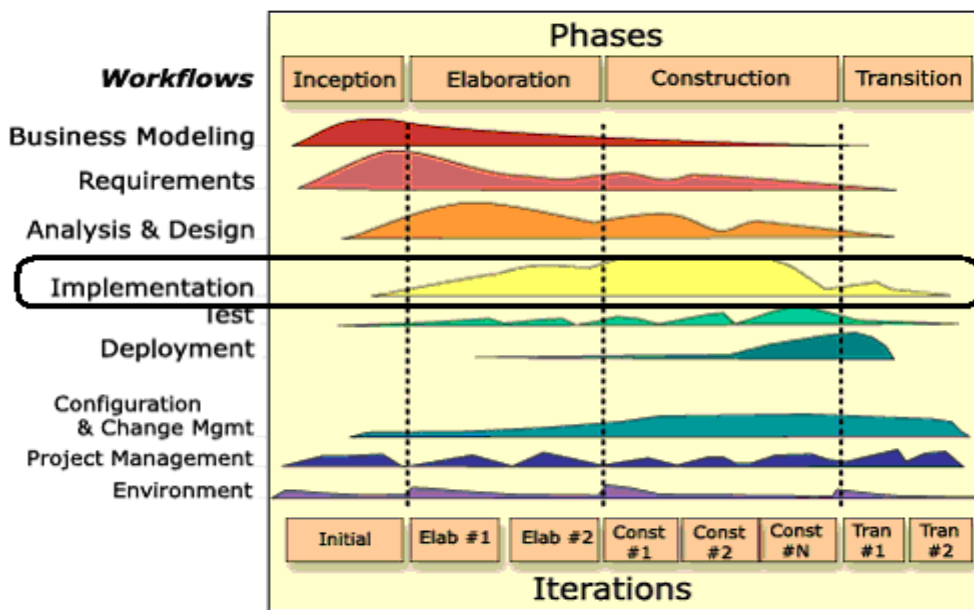 Phases
Workflows
Inception
Elaboration
Construction
Transition
Business Modeling
Requirements
Analysis & Design
Implementation
Test
Deployment
Configuration
& Change Mgmt
Project Management
Environment
Initial
Elab #1
Elab #2
Const
#1
Const
#2
Const
#N
Tran
#1
Tran
#2
Iterations